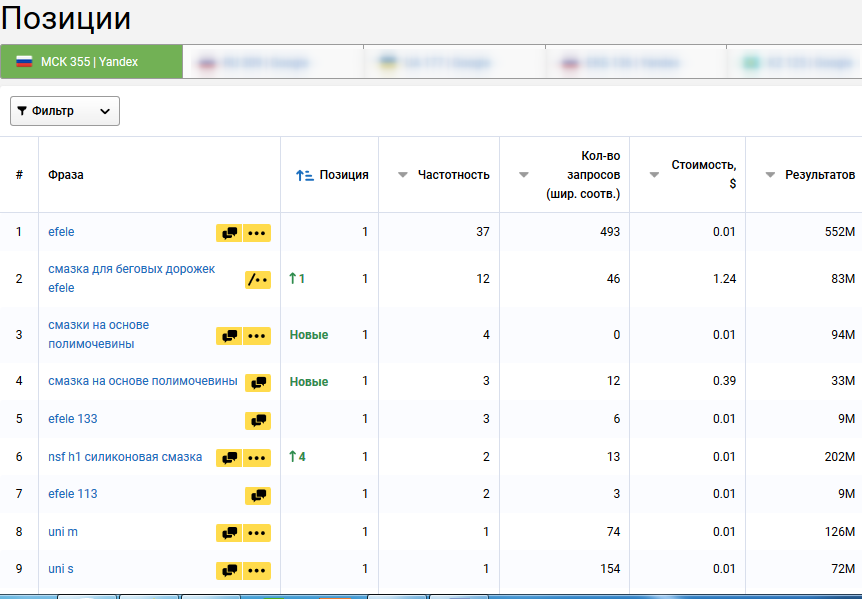 Позиции
МСК 355 | Yandex
Фильтр
# Фраза Позиция Частотность Кол-во запросов (шир. соотв.) Стоимость, $ Результатов
1 efele 1 37 493 0.01 552M
2 смазка для беговых дорожек efele 1 1 12 46 1.24 83M
3 смазки на основе полимочевины Новые 1 4 0 0.01 94M
4 смазка на основе полимочевины Новые 1 3 12 0.39 33M
5 efele 133 1 3 6 0.01 9M
6 nsf h1 силиконовая смазка 4 1 2 13 0.01 202M
7 efele 113 1 2 3 0.01 9M
8 uni m 1 1 74 0.01 126M
9 uni s 1 1 154 0.01 72M